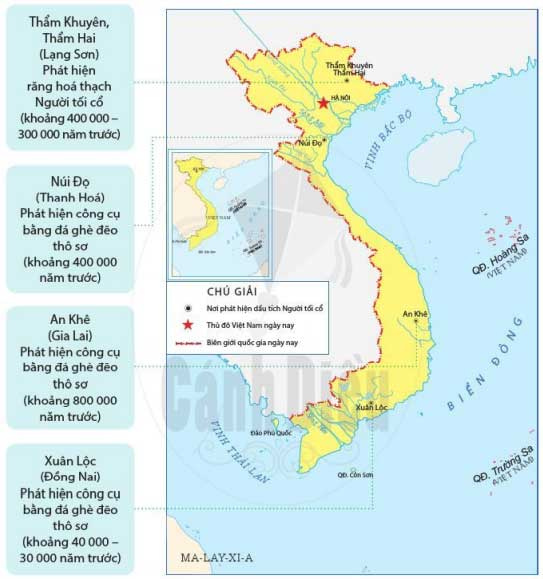 Thẩm Khuyên,
Thẩm Hai
(Lạng Sơn)
Phát hiện
răng hoá thạch
Người tối cổ
(khoảng 400 000 –
300 000 năm trước)
Núi Đọ
(Thanh Hoá)
Phát hiện công cụ
bằng đá ghè đẽo
thô sơ
(khoảng 400 000
năm trước)
An Khê
(Gia Lai)
Phát hiện công cụ
bằng đá ghè đẽo
thô sơ
(khoảng 800 000
năm trước)
Xuân Lộc
(Đồng Nai)
Phát hiện công cụ
bằng đá ghè đẽo
thô sơ
(khoảng 40 000 –
30 000 năm trước)
Thẩm Khuyên
Thẩm Hai
HÀ NỘI
Núi Đọ
VỊNH BẮC BỘ
VIỆT NAM
QĐ. Hoàng Sa
(VIỆT NAM)
CHÚ GIẢI
Nơi phát hiện dấu tích Người tối cổ
Thủ đô Việt Nam ngày nay
Biên giới quốc gia ngày nay
An Khê
BIỂN ĐÔNG
Cánh Diều
Xuân Lộc
Đảo Phú Quốc
VỊNH THÁI LAN
QĐ. Côn Sơn
QĐ. Trường Sa
(VIỆT NAM)
MA-LAY-XI-A